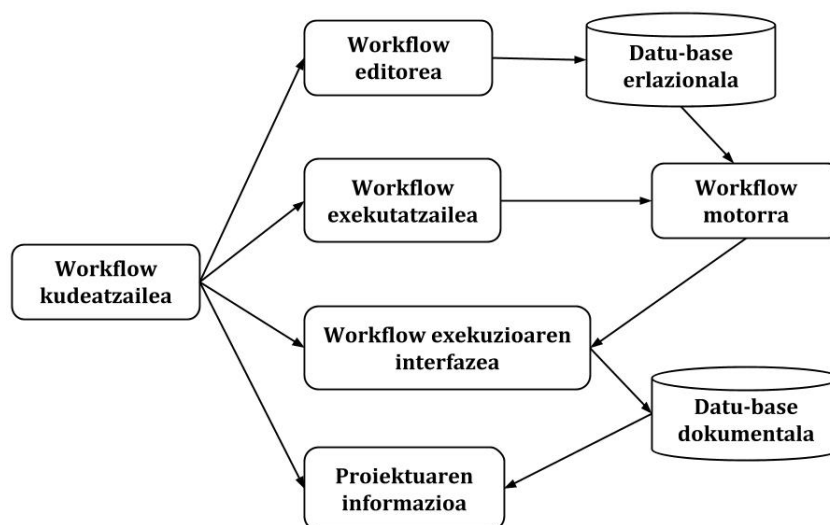 Workflow
editorea
Datu-base
erlazionala
Workflow
exekutatzailea
Workflow
motorra
Workflow
kudeatzailea
Workflow exekuzioaren
interfazea
Datu-base
dokumentala
Proiektuaren
informazioa